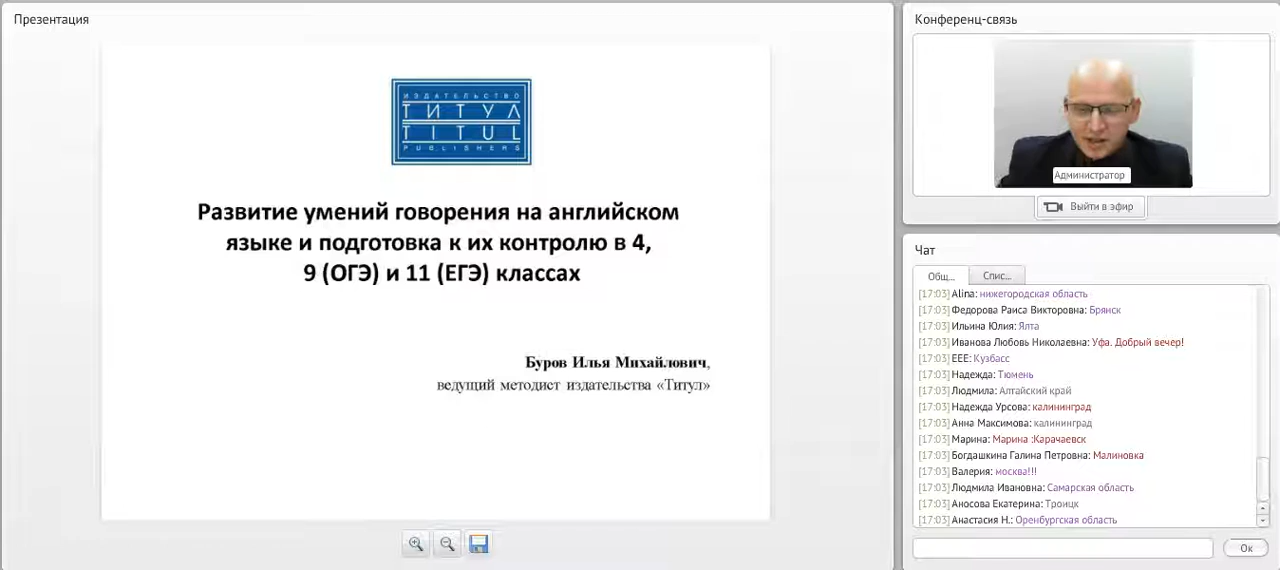 Презентация
ИЗДАТЕЛЬСТВО
ТИТУЛ
TITUL
PUBLISHERS
Развитие умений говорения на английском
языке и подготовка к их контролю в 4,
9 (ОГЭ) и 11 (ЕГЭ) классах
Буров Илья Михайлович,
ведущий методист издательства «Титул»
Конференц-связь
Администратор
Выйти в эфир
Чат
Общ... Спис...
[17:03] Alina: нижегородская область
[17:03] Федорова Раиса Викторовна: Брянск
[17:03] Ильина Юлия: Ялта
[17:03] Иванова Любовь Николаевна: Уфа. Добрый вечер!
[17:03] ЕЕЕ: Кузбасс
[17:03] Надежда: Тюмень
[17:03] Людмила: Алтайский край
[17:03] Надежда Урсова: калининград
[17:03] Анна Максимова: калининград
[17:03] Марина: Марина :Карачаевск
[17:03] Богдашкина Галина Петровна: Малиновка
[17:03] Валерия: москва!!!
[17:03] Людмила Ивановна: Самарская область
[17:03] Аносова Екатерина: Троицк
[17:03] Анастасия Н.: Оренбургская область
Ок